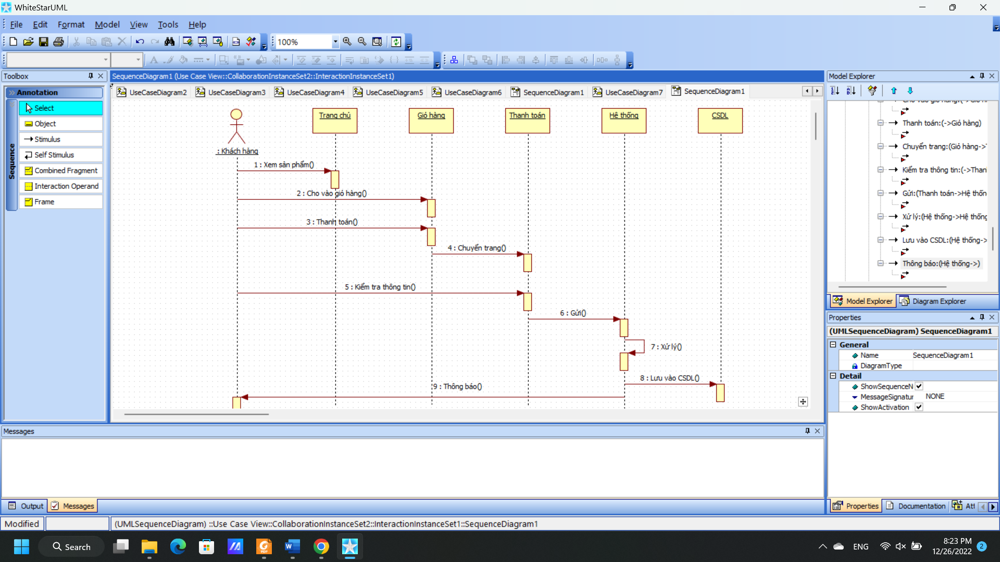 WhiteStarUML
File Edit Format Model View Tools Help
100%
Toolbox
Annotation
Sequence
Select
Object
Stimulus
Self Stimulus
Combined Fragment
Interaction Operand
Frame
SequenceDiagram1 (Use Case View::CollaborationInstanceSet2::InteractionInstanceSet1)
UseCaseDiagram2 UseCaseDiagram3 UseCaseDiagram4 UseCaseDiagram5 UseCaseDiagram6 SequenceDiagram1 UseCaseDiagram7 SequenceDiagram1
Trang chủ Giỏ hàng Thanh toán Hệ thống CSDL
: Khách hàng
1 : Xem sản phẩm()
2 : Cho vào giỏ hàng()
3 : Thanh toán()
4 : Chuyển trang()
5 : Kiểm tra thông tin()
6 : Gửi()
7 : Xử lý()
8 : Lưu vào CSDL()
9 : Thông báo()
Model Explorer
Thanh toán:(->Giỏ hàng)
Chuyển trang:(Giỏ hàng->
Kiểm tra thông tin:(->Than
Gửi:(Thanh toán->Hệ thốn
Xử lý:(Hệ thống->Hệ thống
Lưu vào CSDL:(Hệ thống->
Thông báo:(Hệ thống->)
Model Explorer Diagram Explorer
Properties
(UMLSequenceDiagram) SequenceDiagram1
General
Name SequenceDiagram1
DiagramType
Detail
ShowSequenceN
MessageSignatur NONE
ShowActivation
Messages
Output Messages
Properties Documentation Att
Modified
(UMLSequenceDiagram) ::Use Case View::CollaborationInstanceSet2::InteractionInstanceSet1::SequenceDiagram1
Search
ENG
8:23 PM
12/26/2022
2